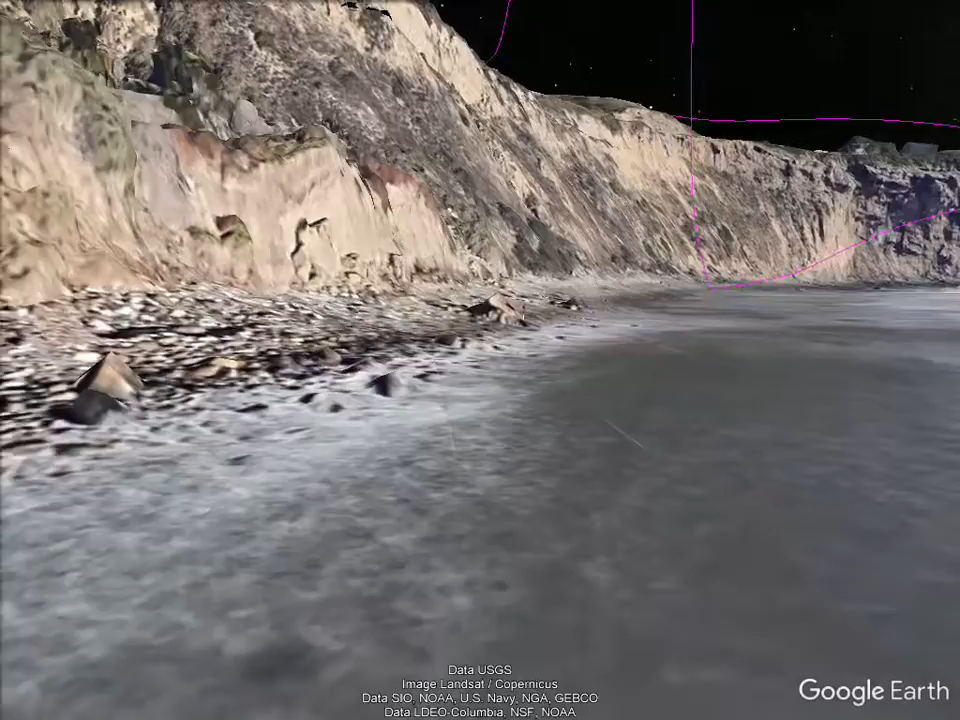 Data USGS
Image Landsat / Copernicus
Data SIO, NOAA, U.S. Navy, NGA, GEBCO
Data LDEO-Columbia, NSF, NOAA
Google Earth